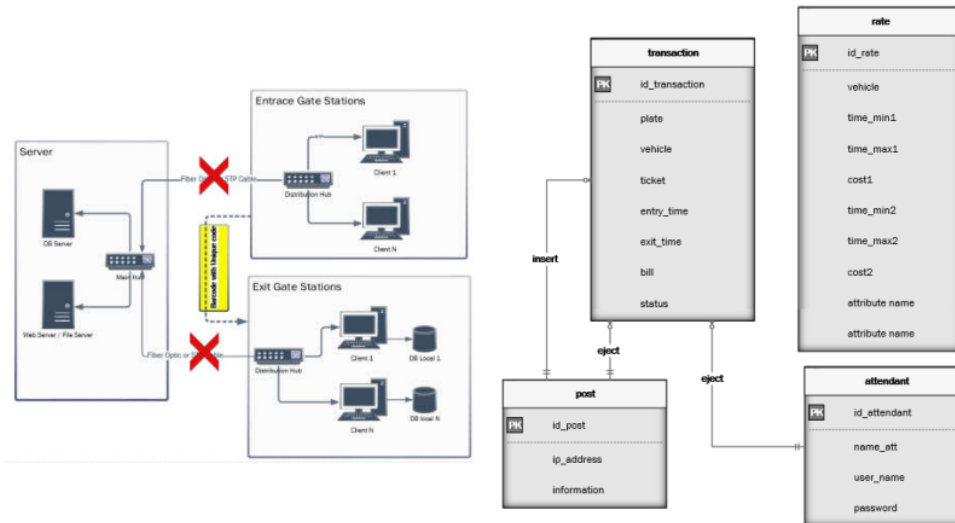 Server
DB Server
Main Hub
Web Server / File Server
Entrace Gate Stations
Client 1
Distribution Hub
Client N
Fiber Op
STP Cable
Barcode with Unique code
Exit Gate Stations
Client 1
DB Local 1
Fiber Optic or
Distribution Hub
Client N
DB local N
transaction
PK id_transaction
plate
vehicle
ticket
entry_time
exit_time
bill
status
insert
eject
eject
post
PK id_post
ip_address
information
rate
PK id_rate
vehicle
time_min1
time_max1
cost1
time_min2
time_max2
cost2
attribute name
attribute name
attendant
PK id_attendant
name_att
user_name
password